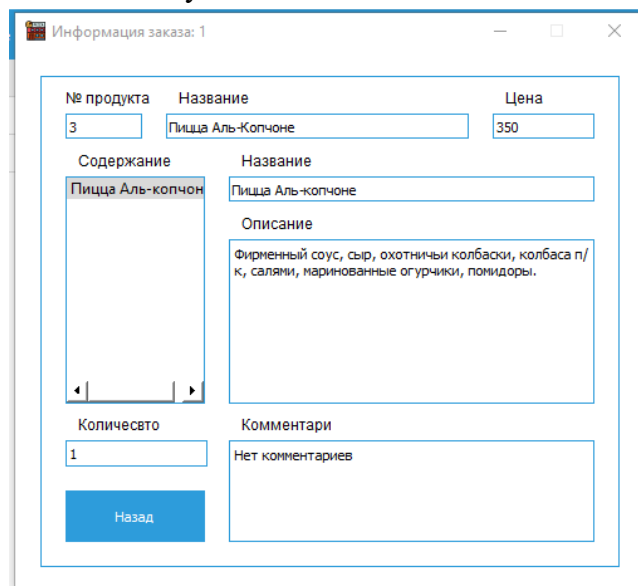 Информация заказа: 1
№ продукта Название Цена
3 Пицца Аль-Копчоне 350
Содержание Название
Пицца Аль-копчон Пицца Аль-копчоне
Описание
Фирменный соус, сыр, охотничьи колбаски, колбаса п/
к, салями, маринованные огурчики, помидоры.
Количесвто Комментари
1 Нет комментариев
Назад